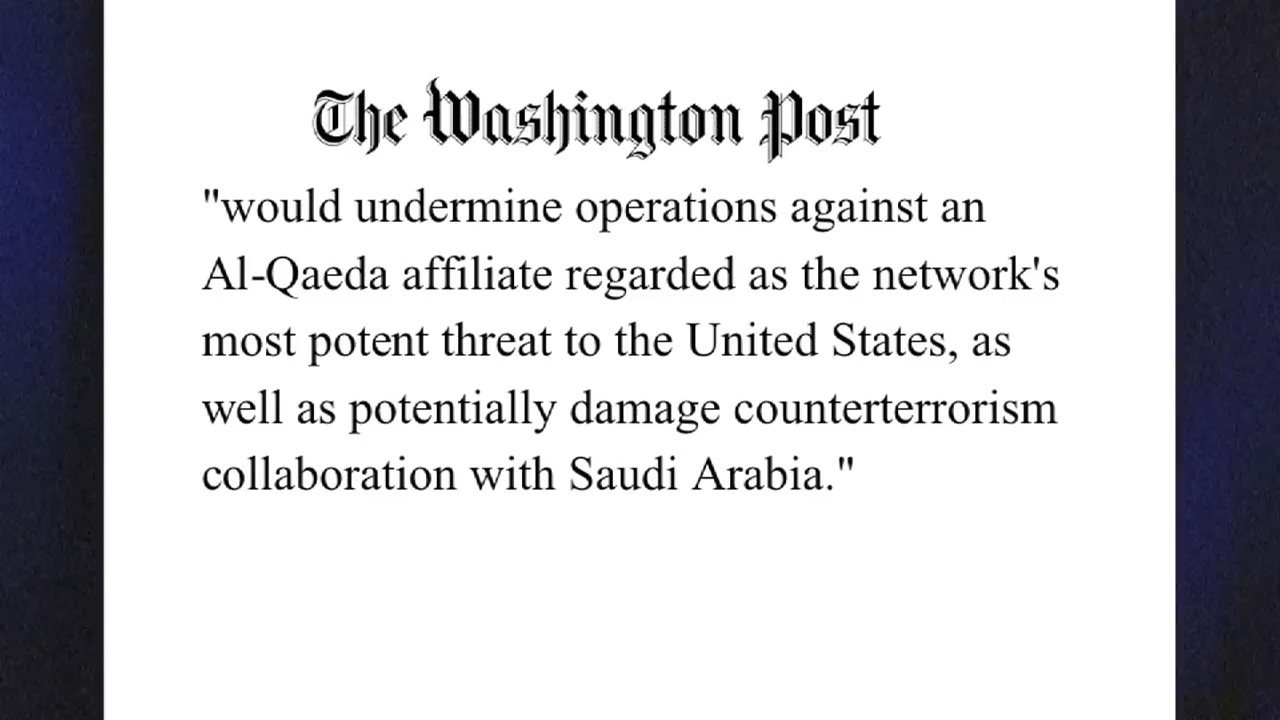 The Washington Post
"would undermine operations against an
Al-Qaeda affiliate regarded as the network's
most potent threat to the United States, as
well as potentially damage counterterrorism
collaboration with Saudi Arabia."